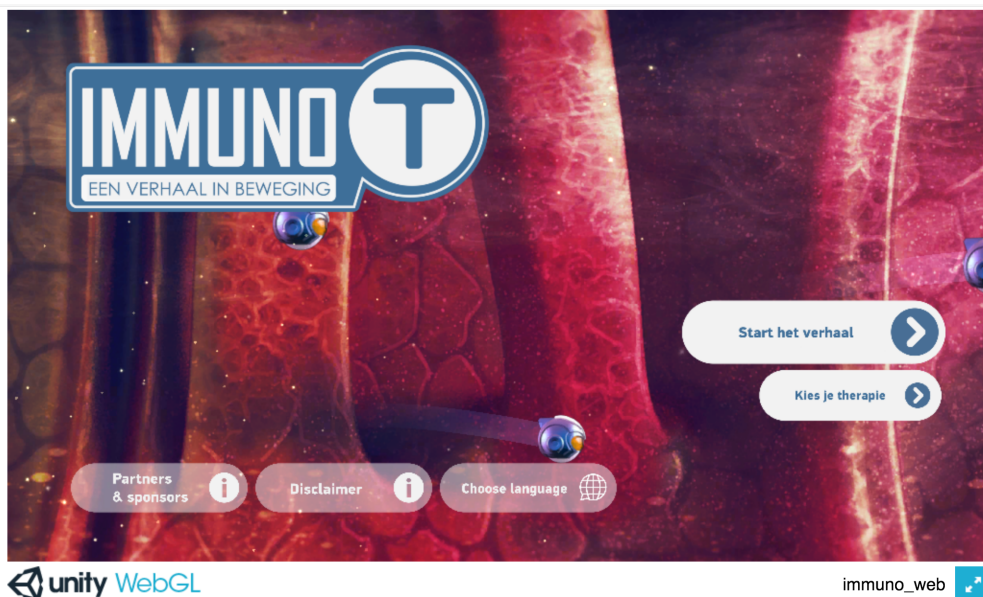 IMMUNO T
EEN VERHAAL IN BEWEGING
Start het verhaal
Kies je therapie
Partners
& sponsors
Disclaimer
Choose language
unity WebGL
immuno_web